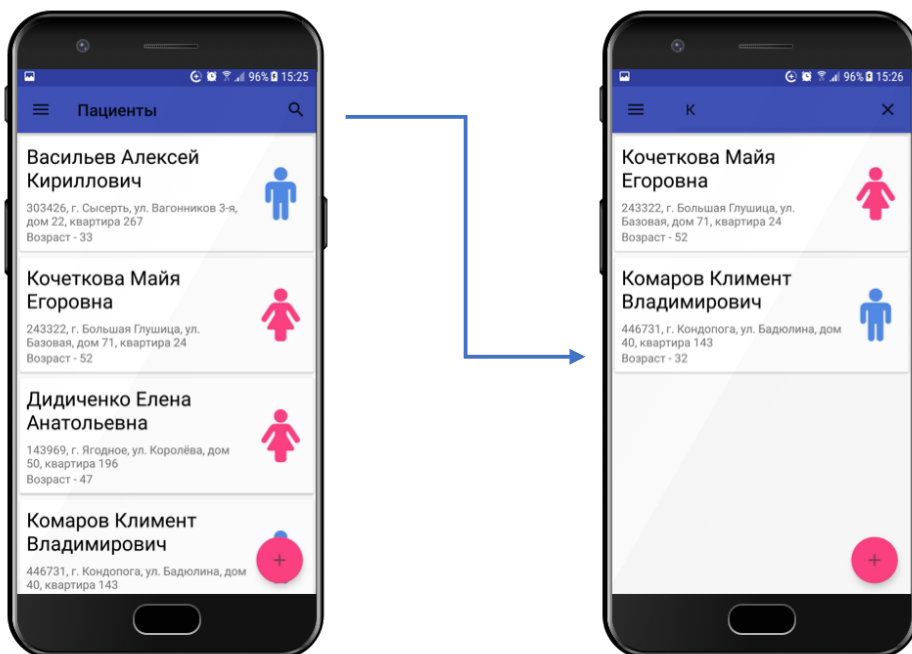 96% 15:25
Пациенты
Васильев Алексей
Кириллович
303426, г. Сысерть, ул. Вагонников 3-я,
дом 22, квартира 267
Возраст - 33
Кочеткова Майя
Егоровна
243322, г. Большая Глушица, ул.
Базовая, дом 71, квартира 24
Возраст - 52
Дидиченко Елена
Анатольевна
143969, г. Ягодное, ул. Королёва, дом
50, квартира 196
Возраст - 47
Комаров Климент
Владимирович
446731, г. Кондопога, ул. Бадюлина, дом
40, квартира 143
96% 15:26
К
Кочеткова Майя
Егоровна
243322, г. Большая Глушица, ул.
Базовая, дом 71, квартира 24
Возраст - 52
Комаров Климент
Владимирович
446731, г. Кондопога, ул. Бадюлина, дом
40, квартира 143
Возраст - 32